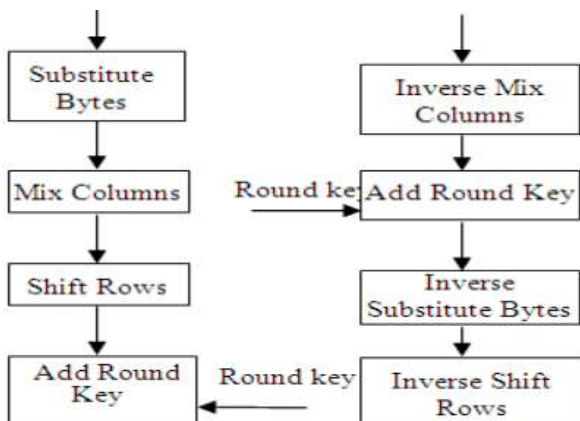 Substitute
Bytes
Mix Columns
Shift Rows
Add Round
Key
Round key
Inverse Mix
Columns
Round key
Add Round Key
Inverse
Substitute Bytes
Inverse Shift
Rows